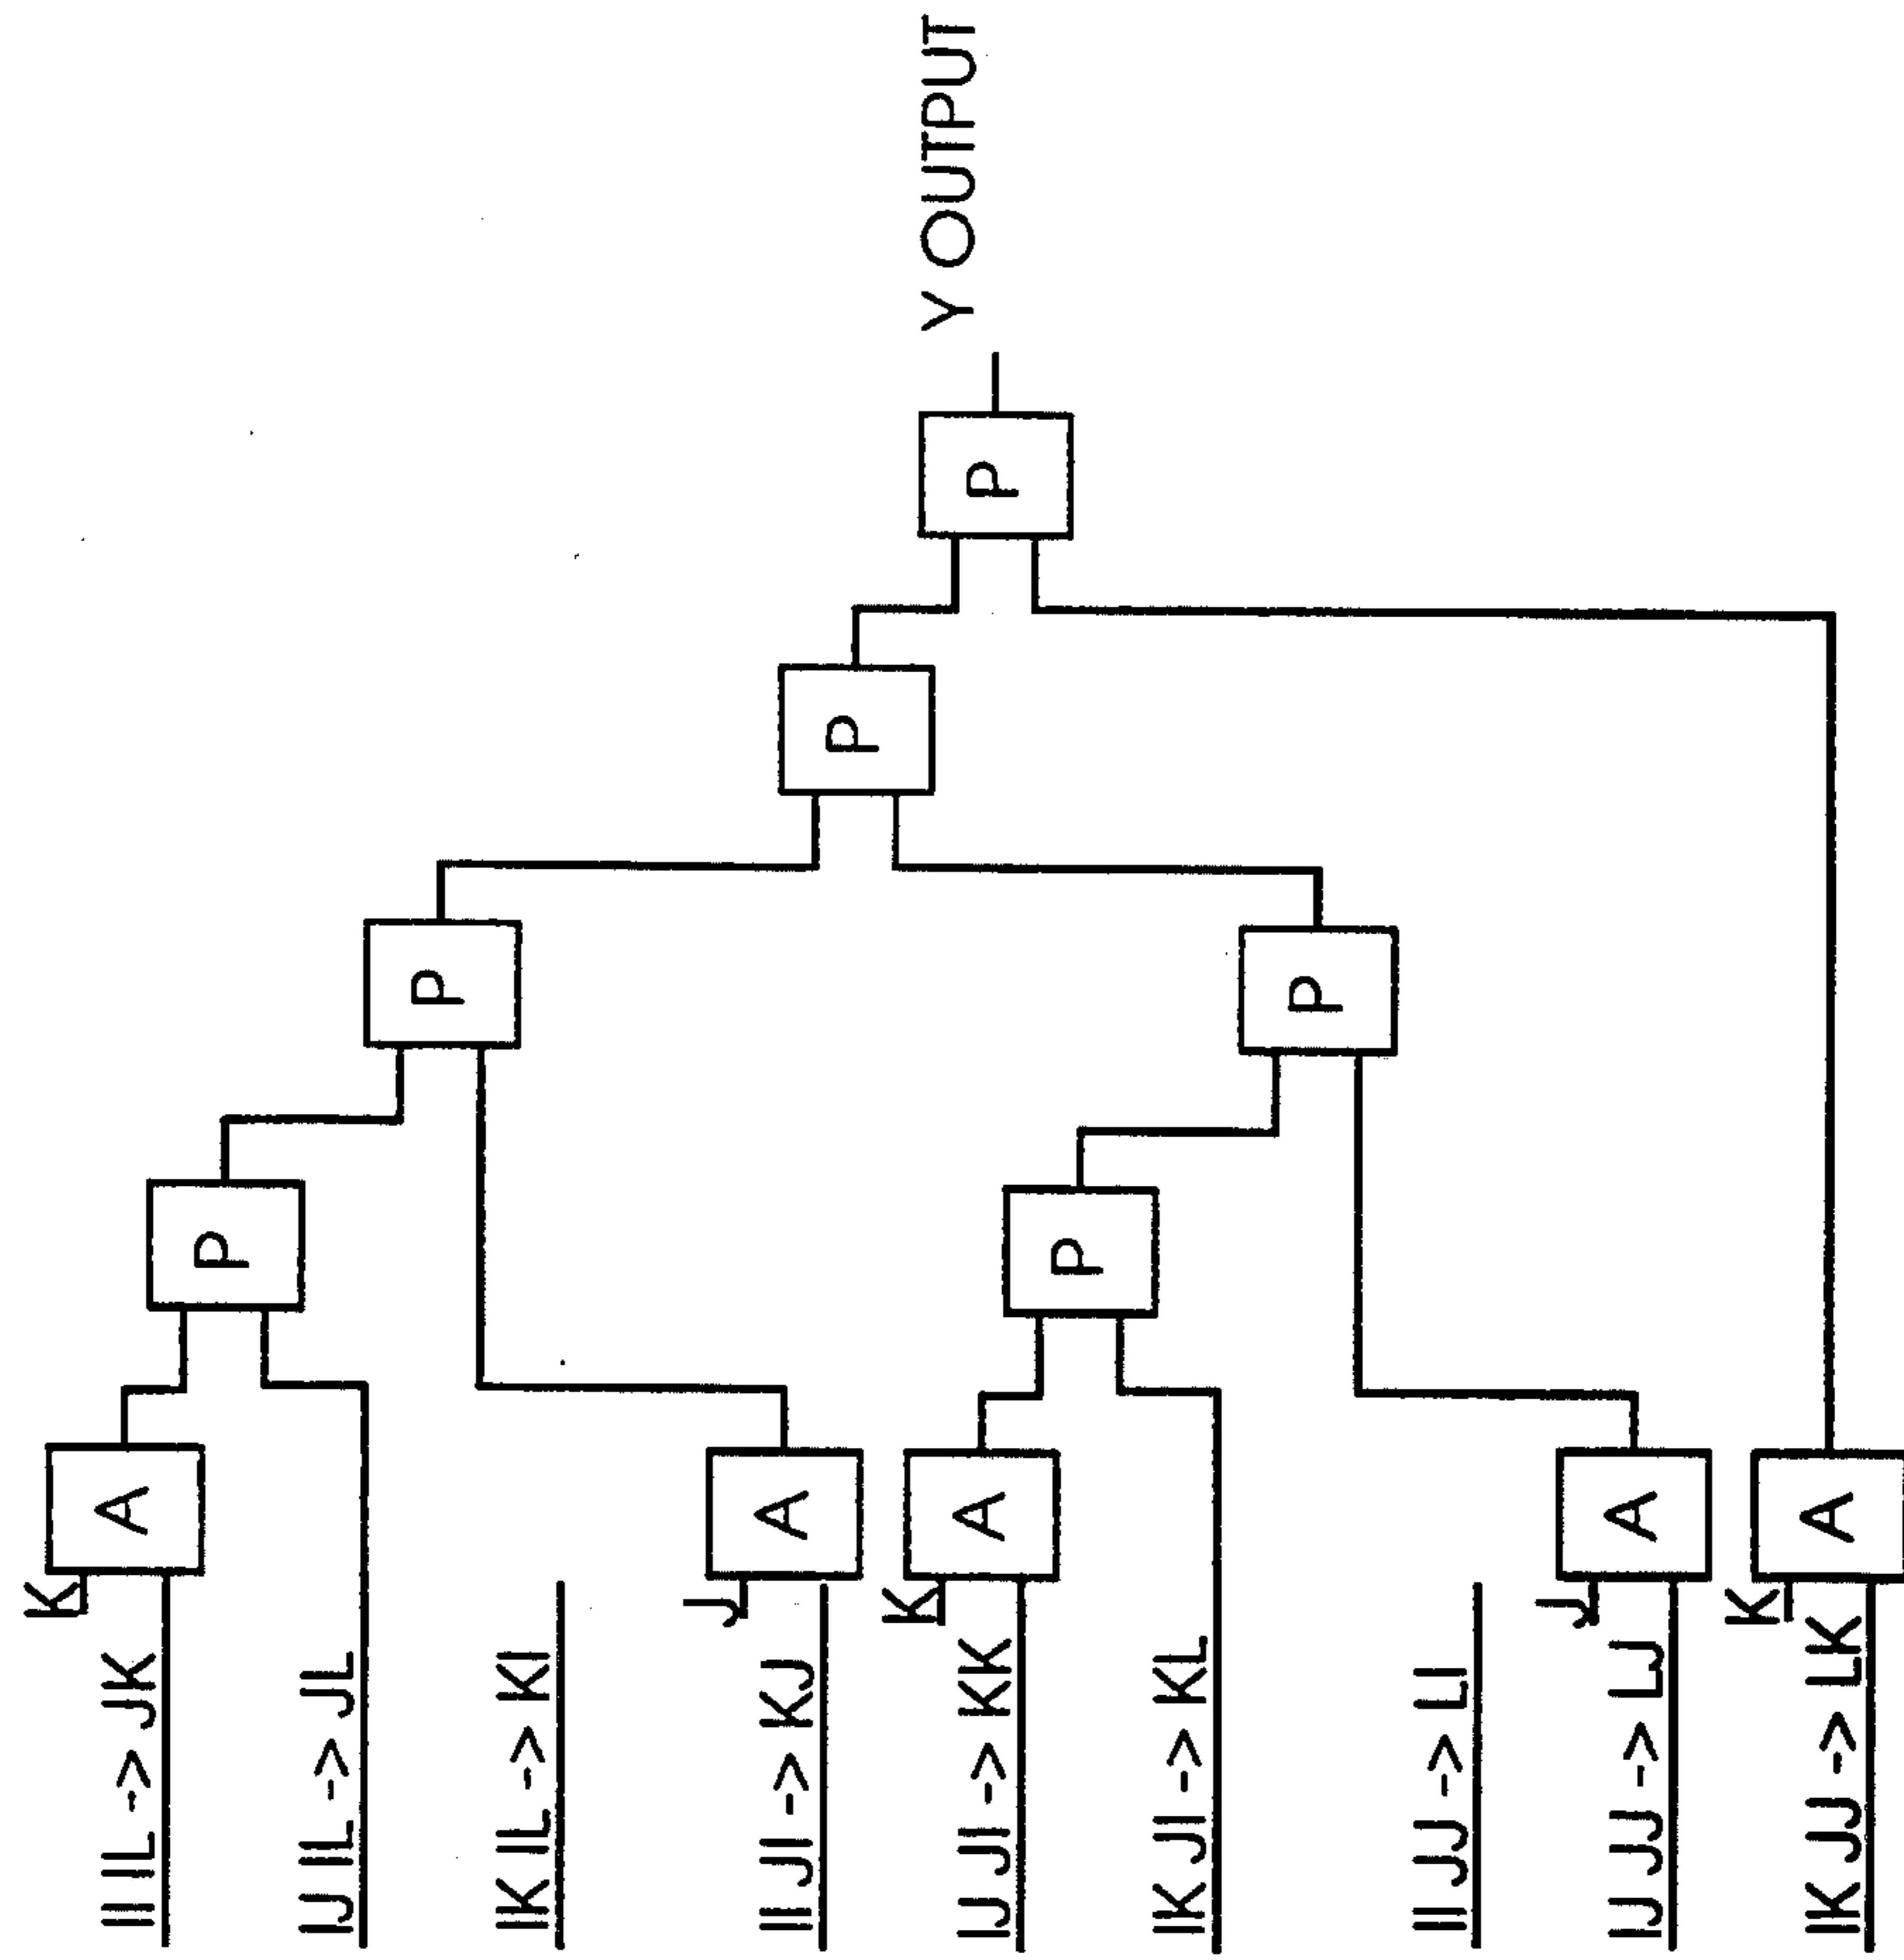 K
II IL -> JK
A
P
IJ IL -> JL
P
IK IL -> KI
J
II JI -> KJ
A
P
K
Y OUTPUT
IJ JI -> KK
A
P
P
IK JI -> KL
P
II JJ -> LI
J
IJ JJ -> LJ
A
K
IK JJ -> LK
A